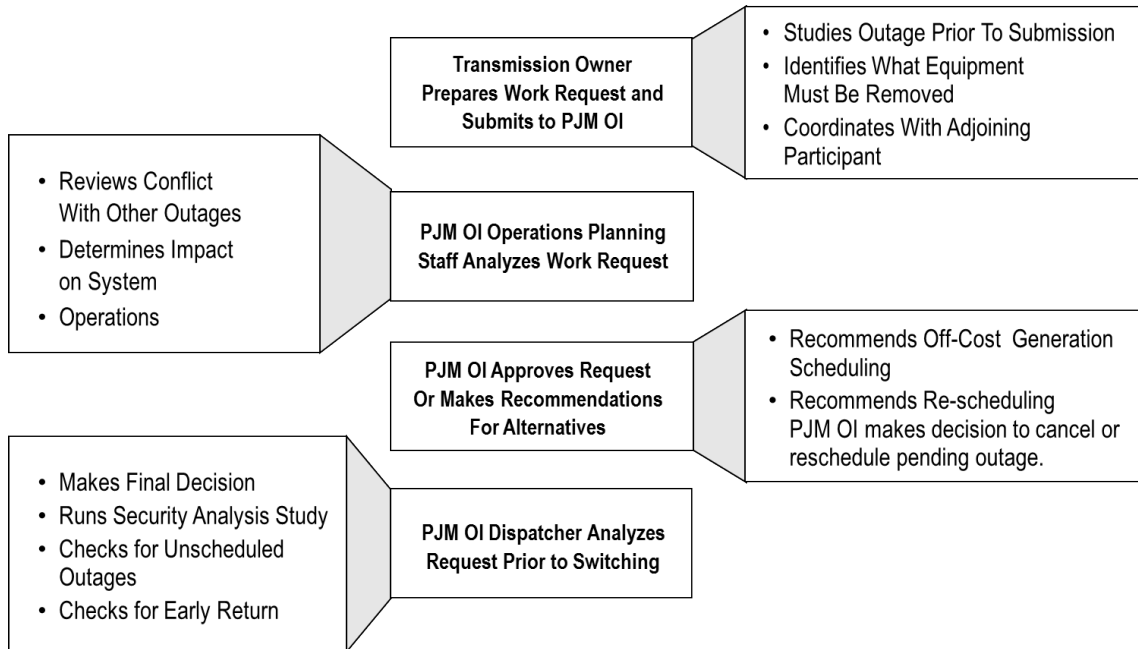 Transmission Owner
Prepares Work Request and
Submits to PJM OI
• Studies Outage Prior To Submission
• Identifies What Equipment
Must Be Removed
• Coordinates With Adjoining
Participant
• Reviews Conflict
With Other Outages
• Determines Impact
on System
• Operations
PJM OI Operations Planning
Staff Analyzes Work Request
PJM OI Approves Request
Or Makes Recommendations
For Alternatives
• Recommends Off-Cost Generation
Scheduling
• Recommends Re-scheduling
PJM OI makes decision to cancel or
reschedule pending outage.
• Makes Final Decision
• Runs Security Analysis Study
• Checks for Unscheduled
Outages
• Checks for Early Return
PJM OI Dispatcher Analyzes
Request Prior to Switching